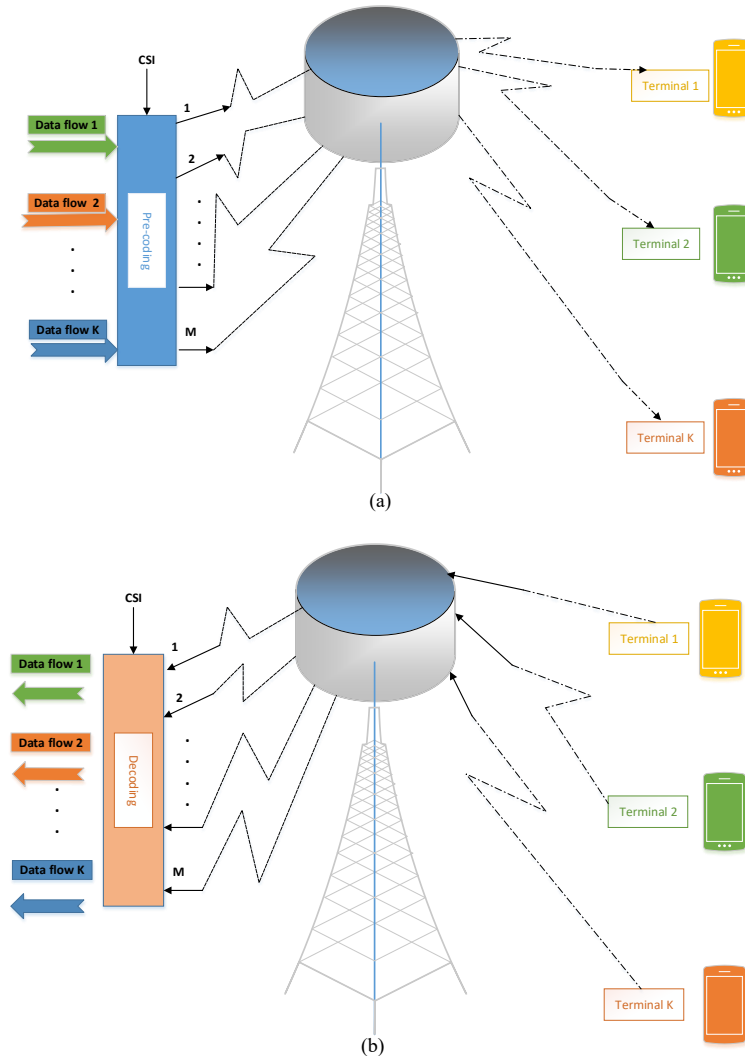 CSI
1
Data flow 1
2
Data flow 2
Pre-coding
Data flow K
M
Terminal 1
Terminal 2
Terminal K
(a)
CSI
1
Data flow 1
2
Data flow 2
Decoding
Data flow K
M
Terminal 1
Terminal 2
Terminal K
(b)